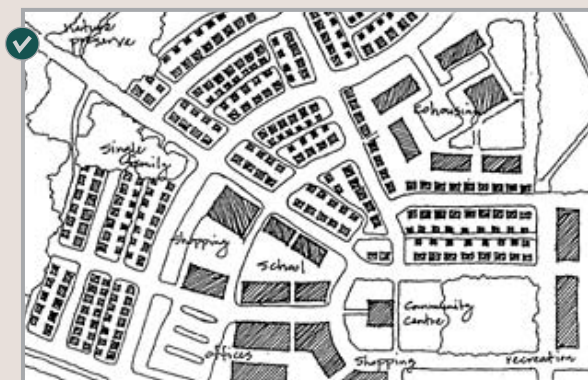 nature
preserve
Cohousing
Single
family
Shopping
School
Community
Centre
offices
Shopping
recreation